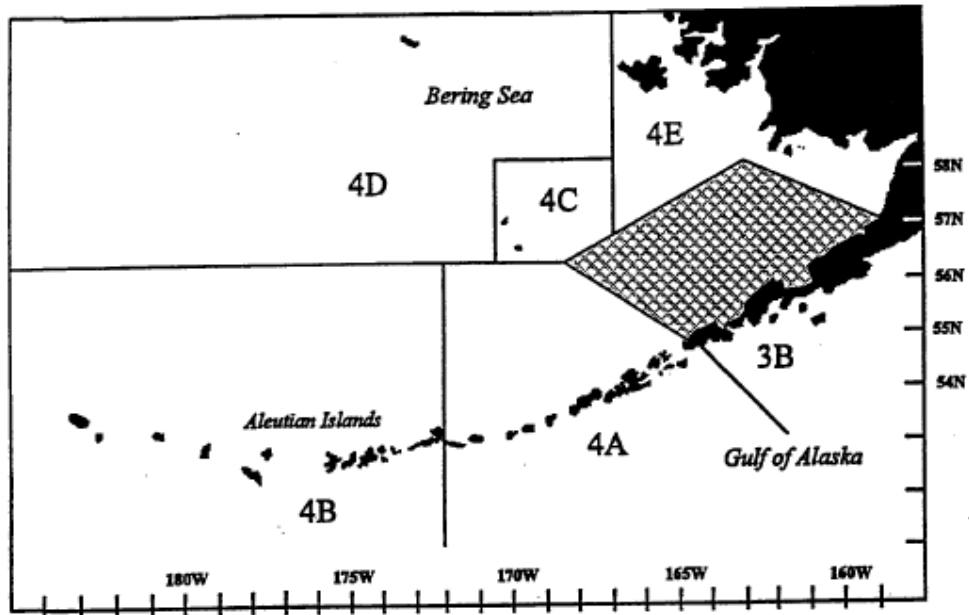 Bering Sea
4E
4D
4C
58N
57N
56N
55N
54N
3B
Aleutian Islands
4A
Gulf of Alaska
4B
180W
175W
170W
165W
160W